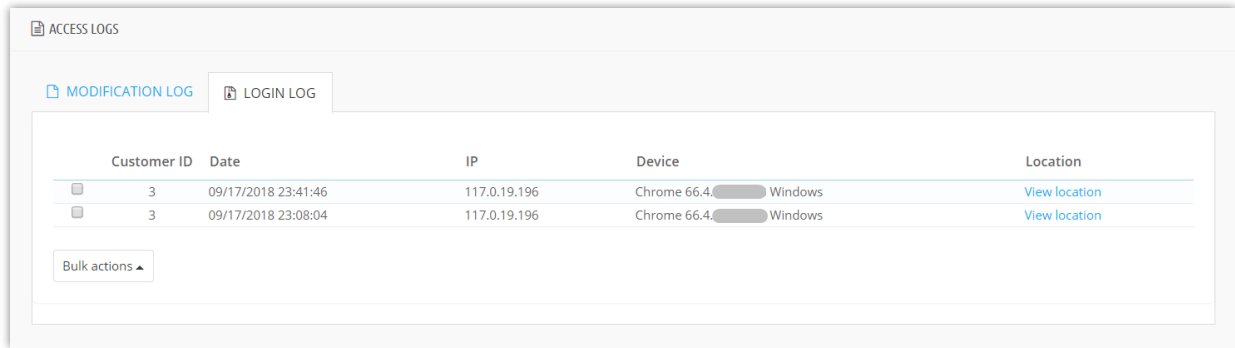 ACCESS LOGS
MODIFICATION LOG LOGIN LOG
Customer ID Date IP Device Location
3 09/17/2018 23:41:46 117.0.19.196 Chrome 66.4. Windows View location
3 09/17/2018 23:08:04 117.0.19.196 Chrome 66.4. Windows View location
Bulk actions